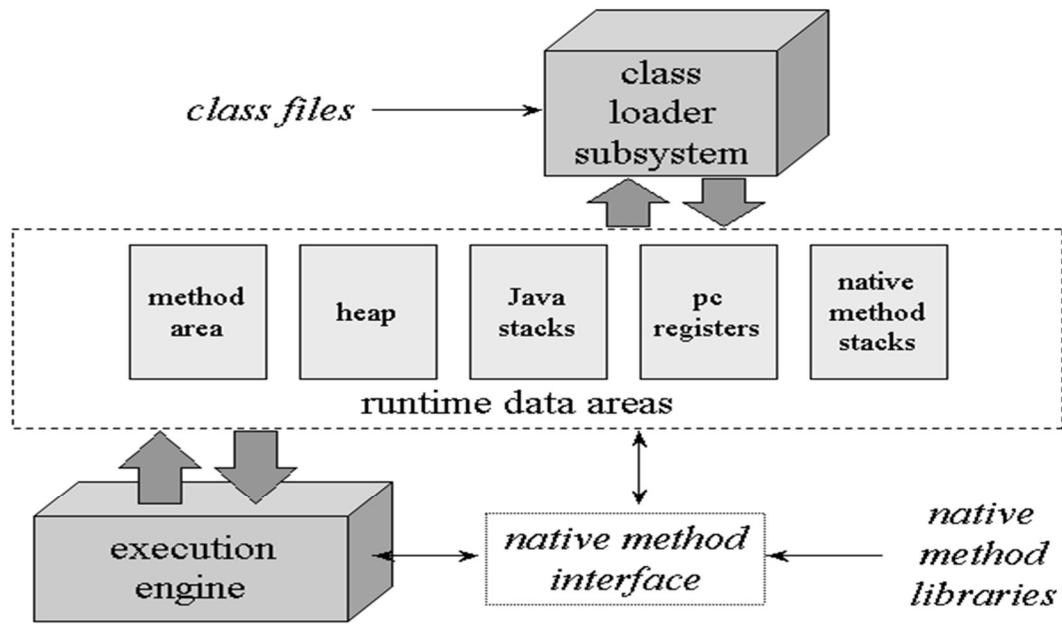 class
loader
subsystem
class files
method
area
heap
Java
stacks
pc
registers
native
method
stacks
runtime data areas
execution
engine
native method
interface
native
method
libraries